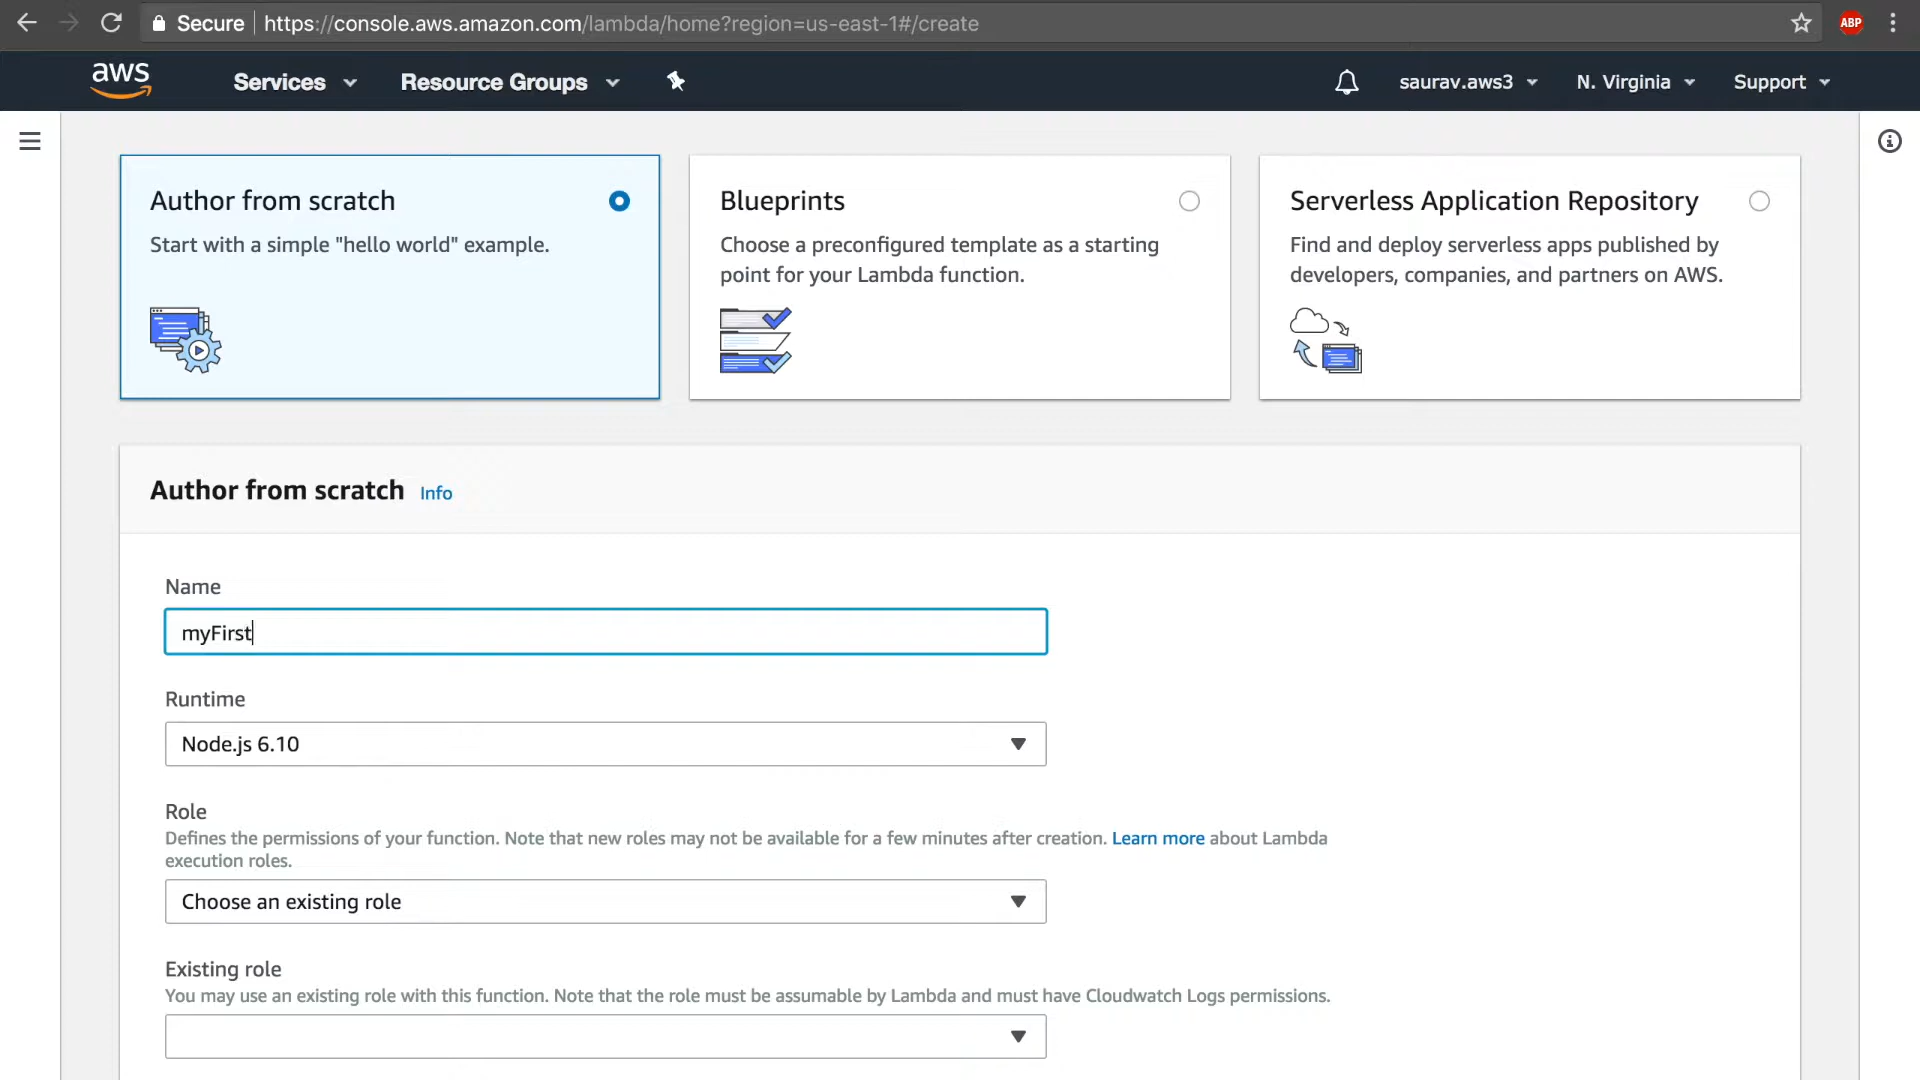 Secure https://console.aws.amazon.com/lambda/home?region=us-east-1#/create ABP
aws Services Resource Groups saurav.aws3 N. Virginia Support
Author from scratch
Start with a simple "hello world" example.
Blueprints
Choose a preconfigured template as a starting
point for your Lambda function.
Serverless Application Repository
Find and deploy serverless apps published by
developers, companies, and partners on AWS.
Author from scratch Info
Name
myFirst
Runtime
Node.js 6.10
Role
Defines the permissions of your function. Note that new roles may not be available for a few minutes after creation. Learn more about Lambda
execution roles.
Choose an existing role
Existing role
You may use an existing role with this function. Note that the role must be assumable by Lambda and must have Cloudwatch Logs permissions.